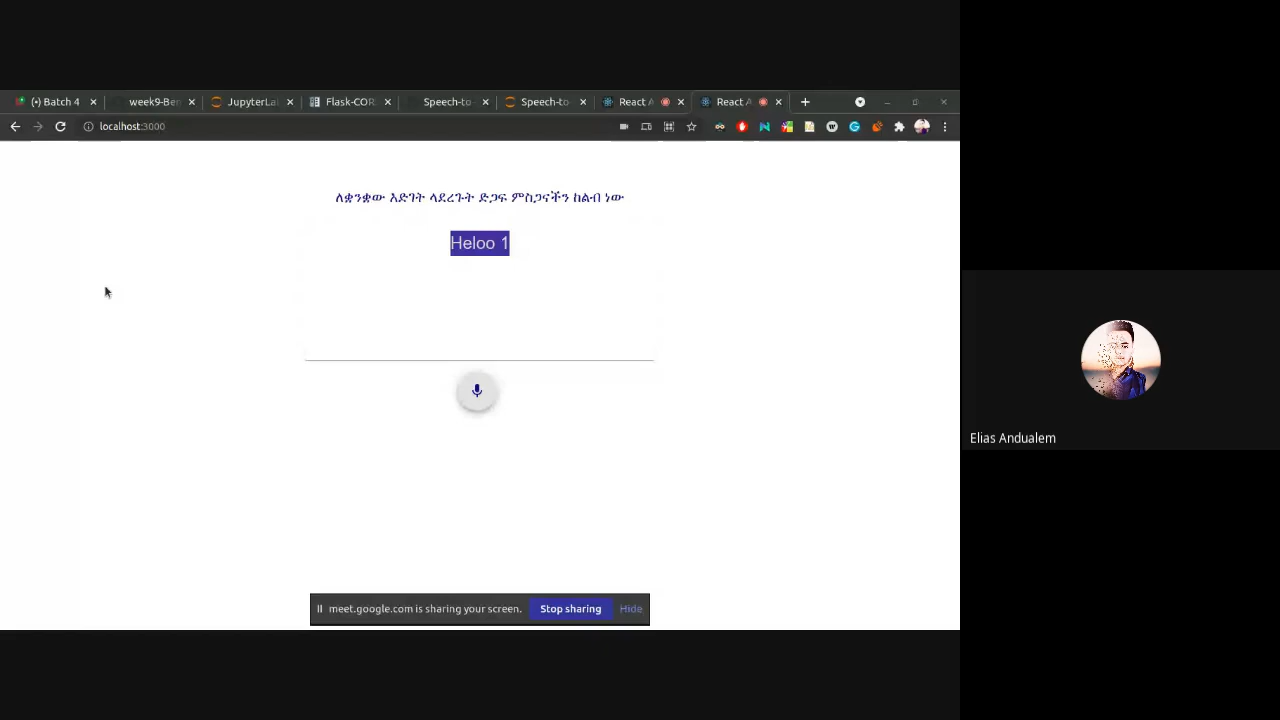 (•) Batch 4
week9-Ben
JupyterLa
Flask-COR
Speech-to-
Speech-to-
React A
React A
localhost:3000
ለቋንቋው እድገት ላደረጉት ድጋፍ ምስጋናችን ከልብ ነው
Heloo 1
Elias Andualem
meet.google.com is sharing your screen.
Stop sharing
Hide